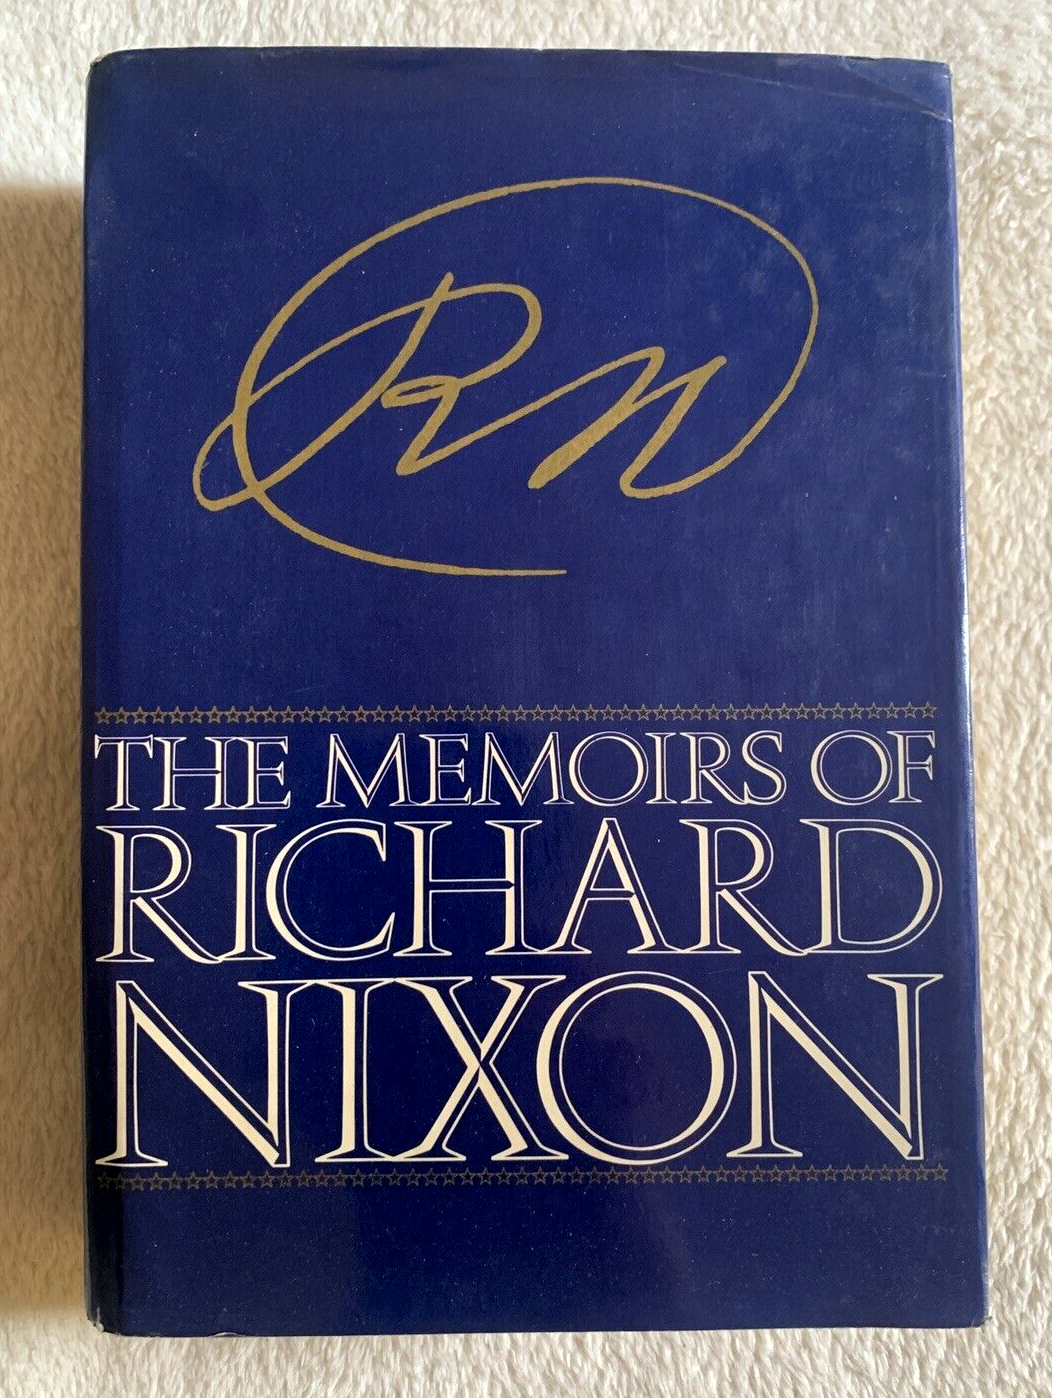 RN
THE MEMOIRS OF
RICHARD
NIXON